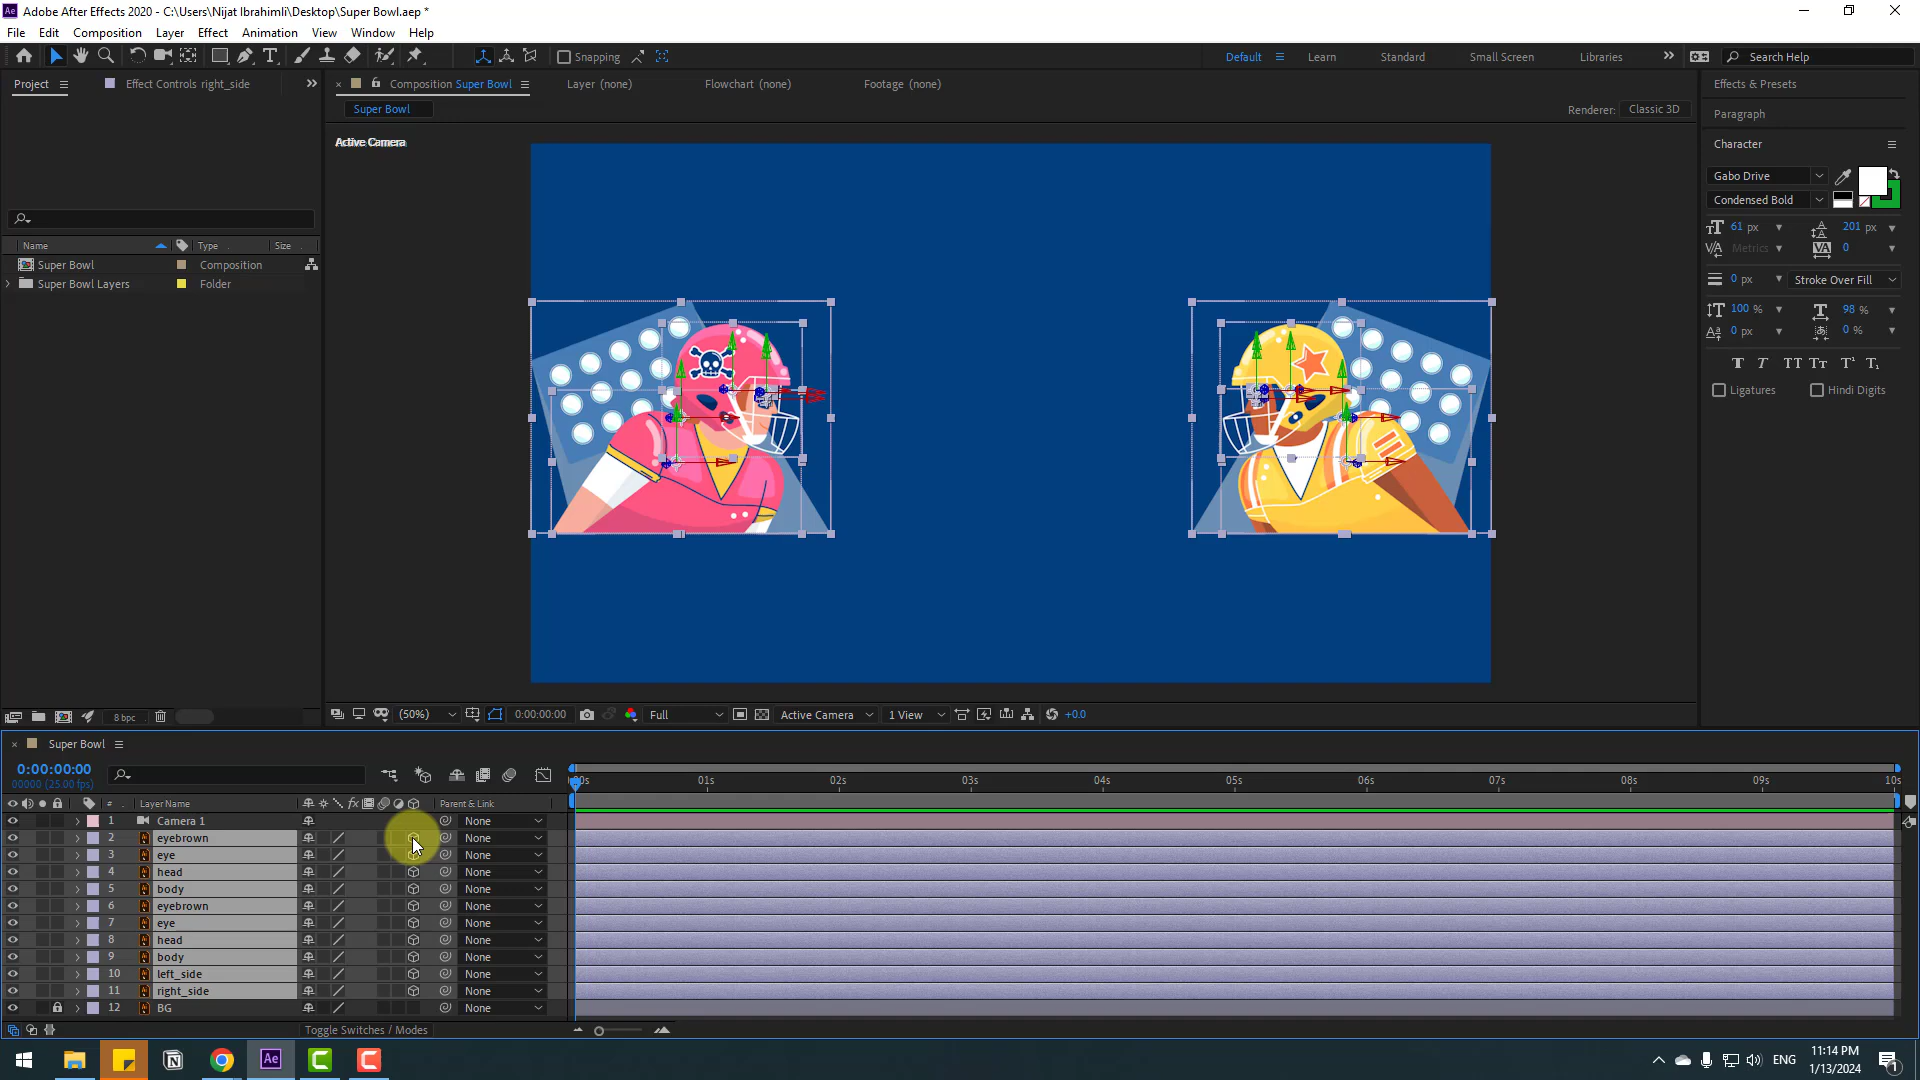 Adobe After Effects 2020 - C:\Users\Nijat Ibrahimli\Desktop\Super Bowl.aep *
File Edit Composition Layer Effect Animation View Window Help
Snapping
Default Learn Standard Small Screen Libraries Search Help
Project Effect Controls right_side
Composition Super Bowl Layer (none) Flowchart (none) Footage (none)
Effects & Presets
Super Bowl
Renderer: Classic 3D
Paragraph
Active Camera
Character
Gabo Drive
Condensed Bold
61 px 201 px
Metrics 0
0 px Stroke Over Fill
100 % 98 %
0 px 0 %
Ligatures Hindi Digits
Name Type Size
Super Bowl Composition
Super Bowl Layers Folder
8 bpc
(50%) 0:00:00:00 Full Active Camera 1 View +0.0
Super Bowl
0:00:00:00
00000 (25.00 fps)
00s 01s 02s 03s 04s 05s 06s 07s 08s 09s 10s
# Layer Name Parent & Link
1 Camera 1 None
2 eyebrown None
3 eye None
4 head None
5 body None
6 eyebrown None
7 eye None
8 head None
9 body None
10 left_side None
11 right_side None
12 BG None
Toggle Switches / Modes
ENG
11:14 PM
1/13/2024
1